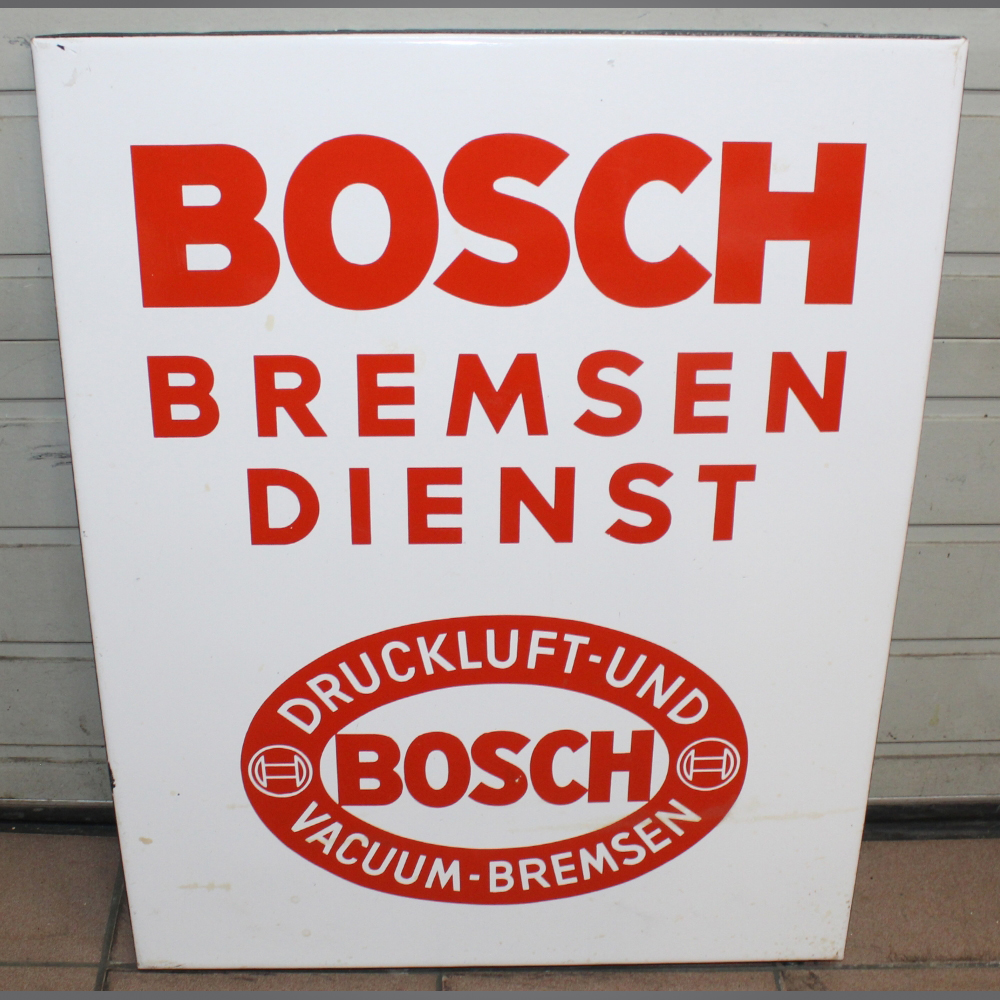 BOSCH
BREMSEN
DIENST
DRUCKLUFT-UND
BOSCH
VACUUM-BREMSEN